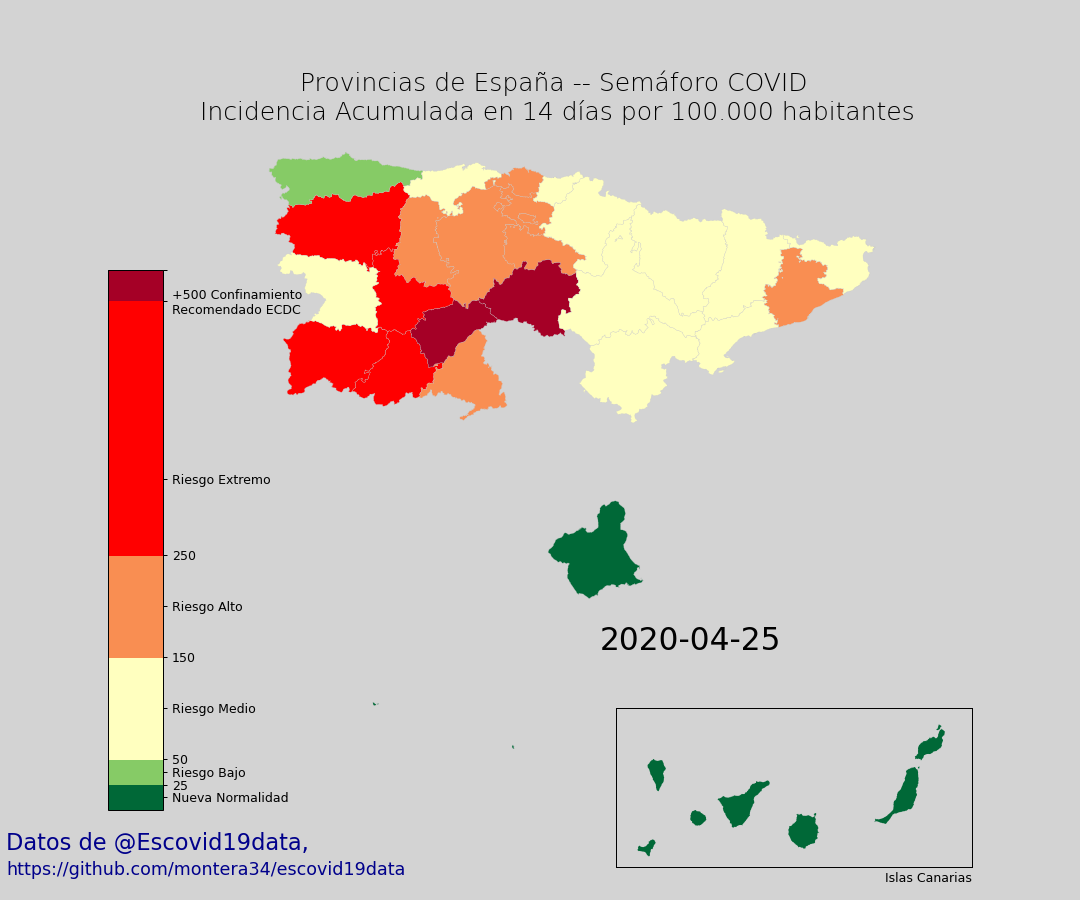 Provincias de España -- Semáforo COVID
Incidencia Acumulada en 14 días por 100.000 habitantes
+500 Confinamiento
Recomendado ECDC
Riesgo Extremo
250
Riesgo Alto
150
Riesgo Medio
50
Riesgo Bajo
25
Nueva Normalidad
2020-04-25
Islas Canarias
Datos de @Escovid19data,
https://github.com/montera34/escovid19data